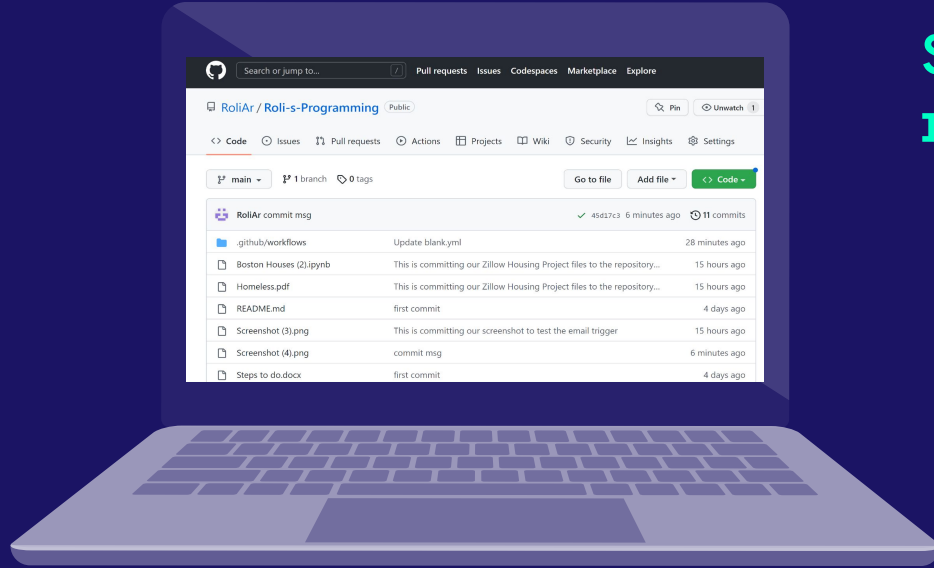 Search or jump to... / Pull requests Issues Codespaces Marketplace Explore
RoliAr / Roli-s-Programming Public Pin Unwatch 1
<> Code Issues Pull requests Actions Projects Wiki Security Insights Settings
main 1 branch 0 tags Go to file Add file <> Code
RoliAr commit msg 45d17c3 6 minutes ago 11 commits
.github/workflows Update blank.yml 28 minutes ago
Boston Houses (2).ipynb This is committing our Zillow Housing Project files to the repository... 15 hours ago
Homeless.pdf This is committing our Zillow Housing Project files to the repository... 15 hours ago
README.md first commit 4 days ago
Screenshot (3).png This is committing our screenshot to test the email trigger 15 hours ago
Screenshot (4).png commit msg 6 minutes ago
Steps to do.docx first commit 4 days ago